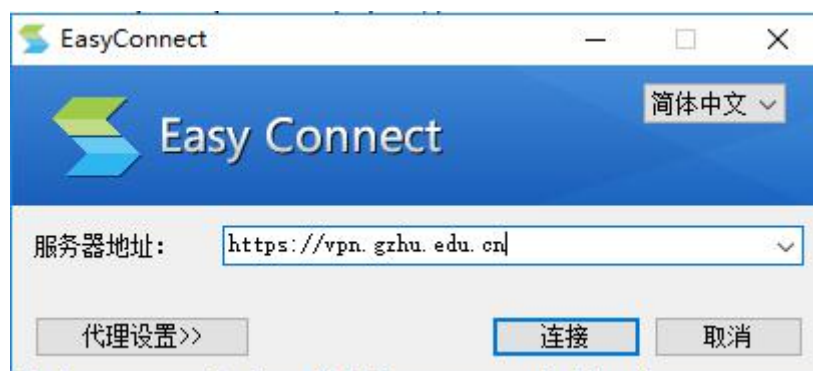 EasyConnect
简体中文
Easy Connect
服务器地址:
https://vpn.gzhu.edu.cn
代理设置>>
连接
取消